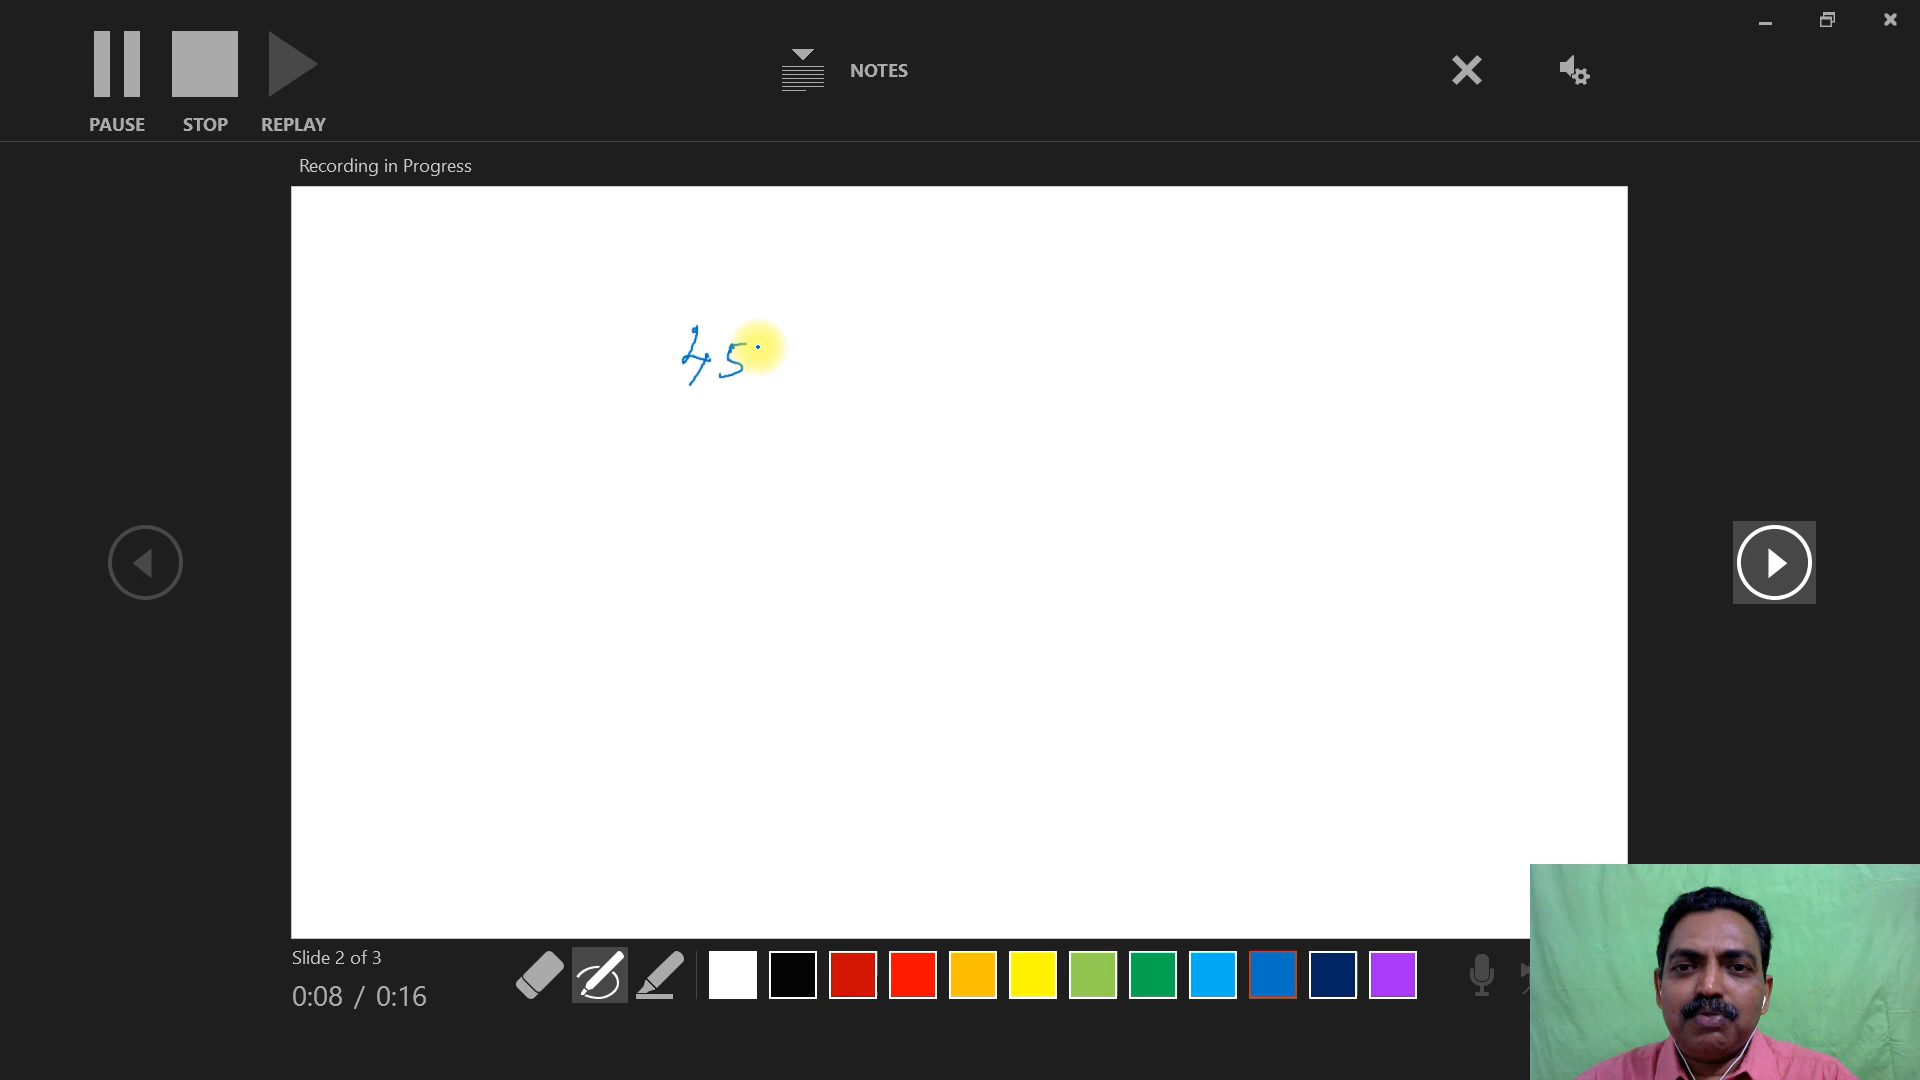 PAUSE STOP REPLAY
NOTES
Recording in Progress
45
Slide 2 of 3
0:08 / 0:16